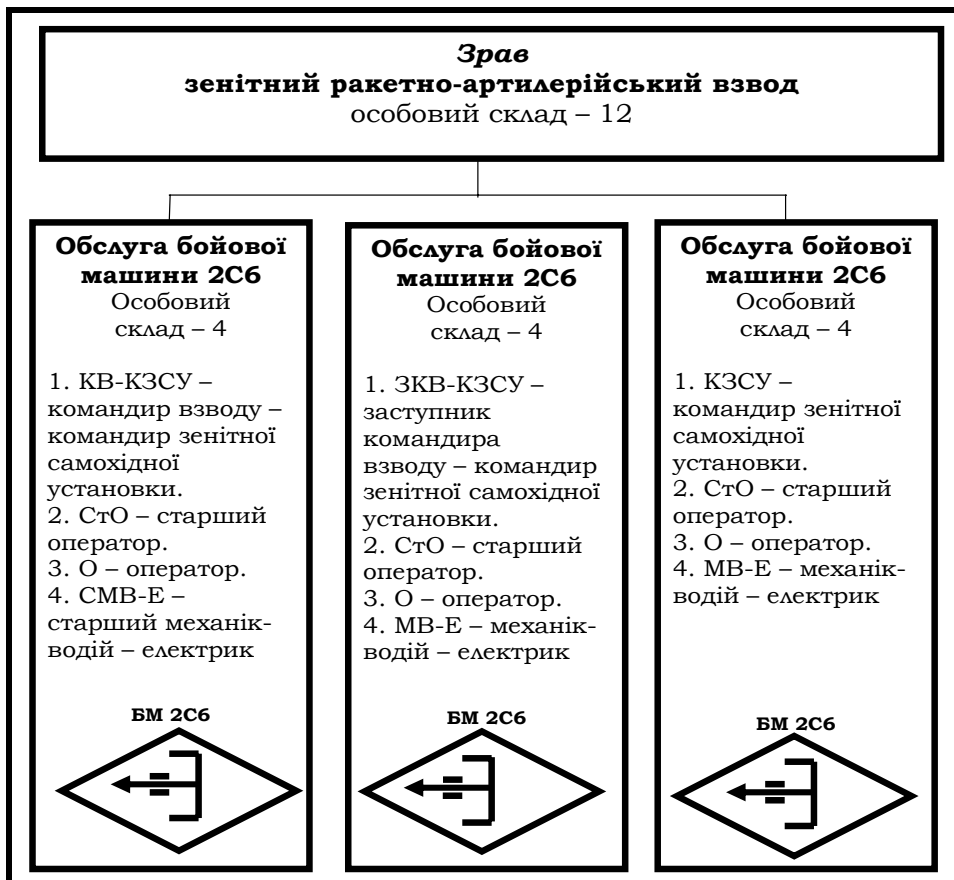 Зрав
зенітний ракетно-артилерійський взвод
особовий склад – 12
Обслуга бойової
машини 2С6
Особовий
склад – 4
1. КВ-КЗСУ –
командир взводу –
командир зенітної
самохідної
установки.
2. СтО – старший
оператор.
3. О – оператор.
4. СМВ-Е –
старший механік-
водій – електрик
БМ 2С6
Обслуга бойової
машини 2С6
Особовий
склад – 4
1. ЗКВ-КЗСУ –
заступник
командира
взводу – командир
зенітної самохідної
установки.
2. СтО – старший
оператор.
3. О – оператор.
4. МВ-Е – механік-
водій – електрик
БМ 2С6
Обслуга бойової
машини 2С6
Особовий
склад – 4
1. КЗСУ –
командир зенітної
самохідної
установки.
2. СтО – старший
оператор.
3. О – оператор.
4. МВ-Е – механік-
водій – електрик
БМ 2С6